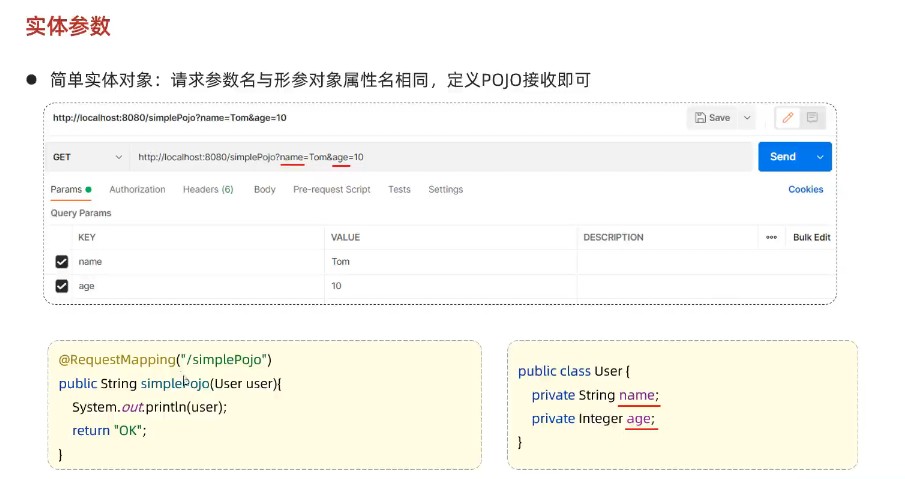 实体参数
● 简单实体对象：请求参数名与形参对象属性名相同，定义POJO接收即可
http://localhost:8080/simplePojo?name=Tom&age=10
Save
GET http://localhost:8080/simplePojo?name=Tom&age=10 Send
Params Authorization Headers (6) Body Pre-request Script Tests Settings Cookies
Query Params
KEY VALUE DESCRIPTION ••• Bulk Edit
name Tom
age 10
@RequestMapping("/simplePojo")
public String simplePojo(User user){
System.out.println(user);
return "OK";
}
public class User {
private String name;
private Integer age;
}